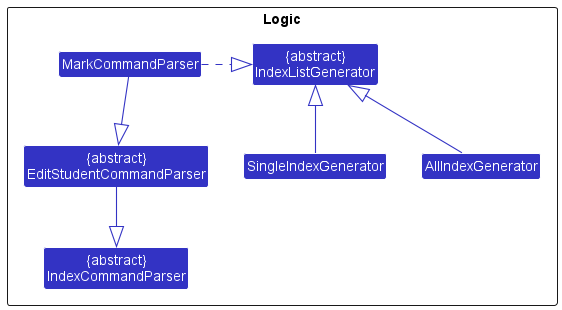 Logic
MarkCommandParser
{abstract}
IndexListGenerator
{abstract}
EditStudentCommandParser
SingleIndexGenerator
AllIndexGenerator
{abstract}
IndexCommandParser